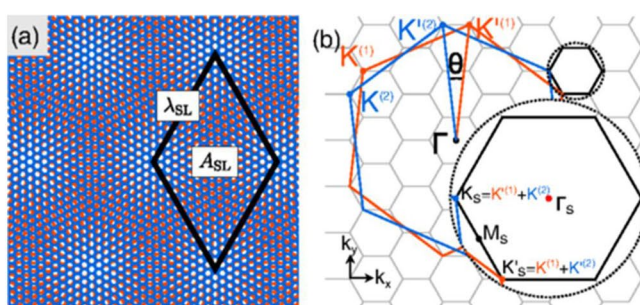 (a)
λSL
ASL
(b)
K'(2) K'(1)
K(1)
K(2)
θ
Γ
Ks=K'(1)+K(2)
Γs
Ms
K's=K(1)+K'(2)
ky
kx